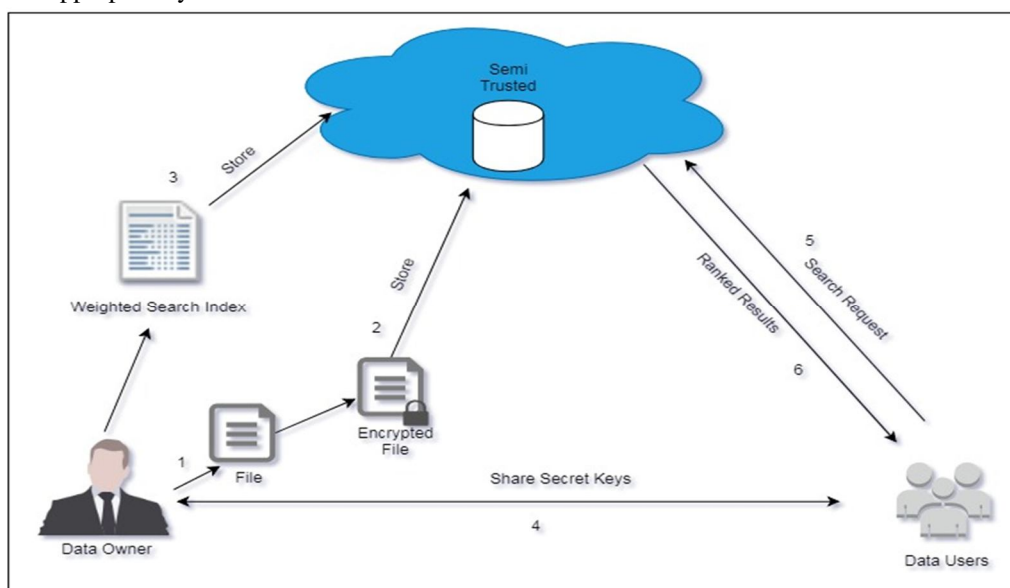 Semi
Trusted
Store
3
Weighted Search Index
Store
2
5
Search Request
Ranked Results
6
Encrypted
File
1
File
Share Secret Keys
4
Data Owner
Data Users